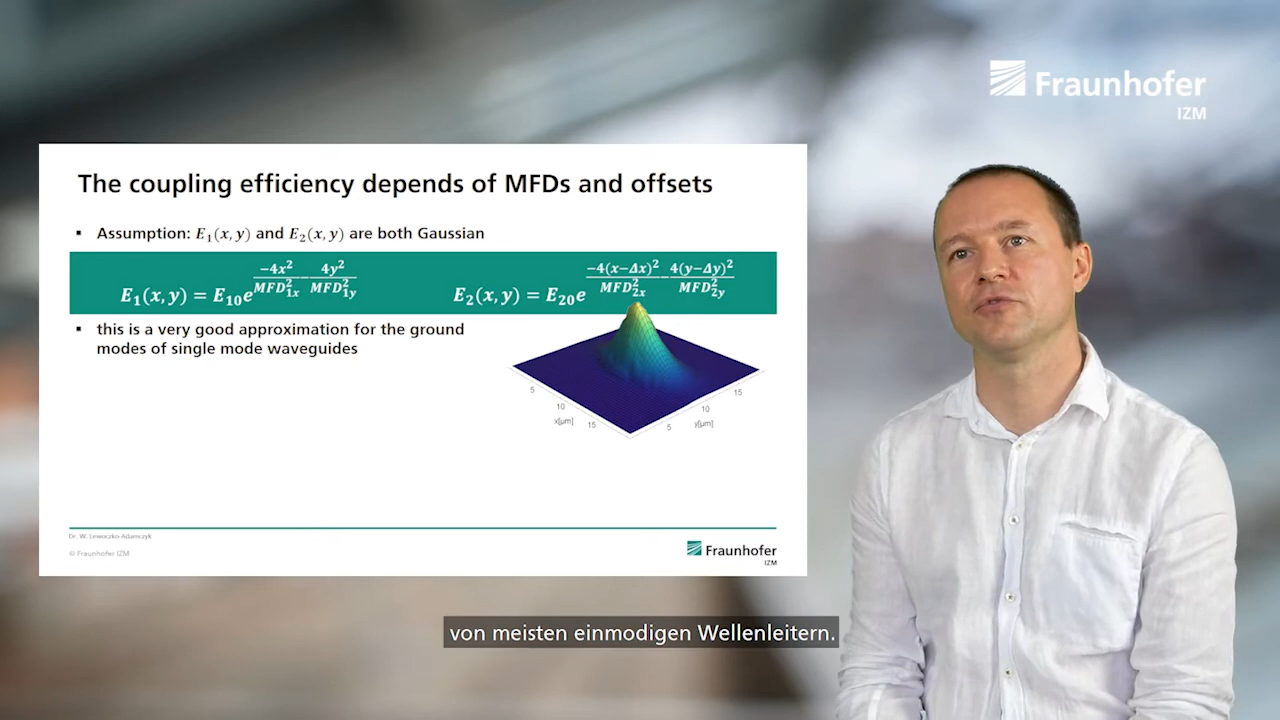 Fraunhofer
IZM
The coupling efficiency depends of MFDs and offsets
▪ Assumption: E₁(x, y) and E₂(x, y) are both Gaussian
E₁(x, y) = E₁₀e^(−4x²/MFD²₁ₓ − 4y²/MFD²₁y) E₂(x, y) = E₂₀e^(−4(x−Δx)²/MFD²₂ₓ − 4(y−Δy)²/MFD²₂y)
▪ this is a very good approximation for the ground
modes of single mode waveguides
5 10 15
x[µm]
5 10 15
y[µm]
Dr. W. Lewoczko-Adamczyk
© Fraunhofer IZM
Fraunhofer
IZM
von meisten einmodigen Wellenleitern.